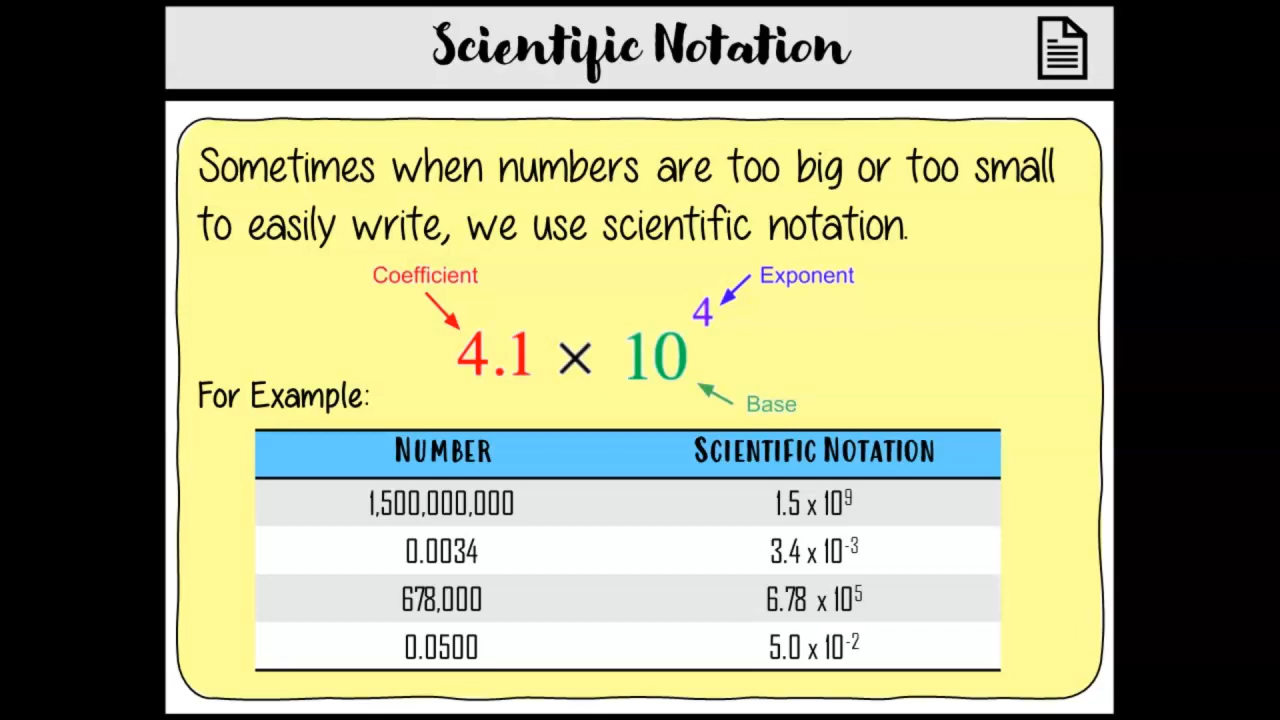 Scientific Notation
Sometimes when numbers are too big or too small
to easily write, we use scientific notation.
Coefficient
Exponent
4.1 × 10⁴
Base
For Example:
NUMBER SCIENTIFIC NOTATION
1,500,000,000 1.5 x 10⁹
0.0034 3.4 x 10⁻³
678,000 6.78 x 10⁵
0.0500 5.0 x 10⁻²